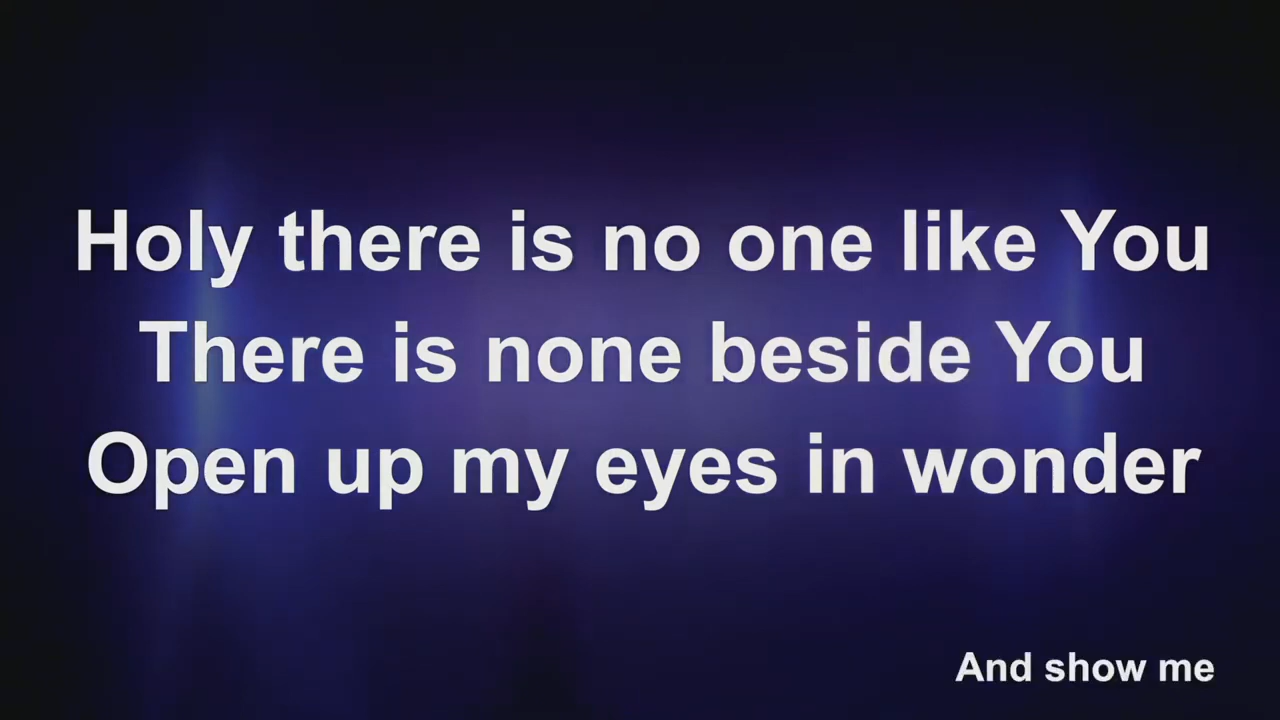 Holy there is no one like You
There is none beside You
Open up my eyes in wonder
And show me